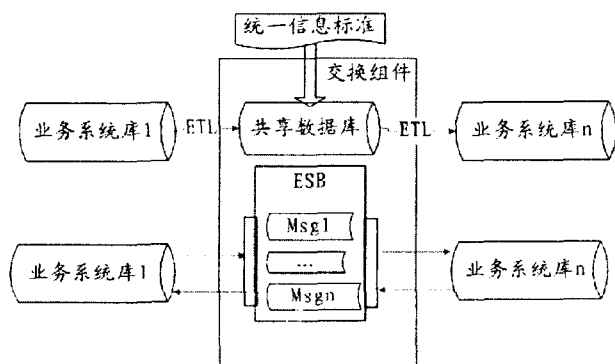 统一信息标准
交换组件
业务系统库1
ETL
共享数据库
ETL
业务系统库n
ESB
Msg1
...
Msgn
业务系统库1
业务系统库n